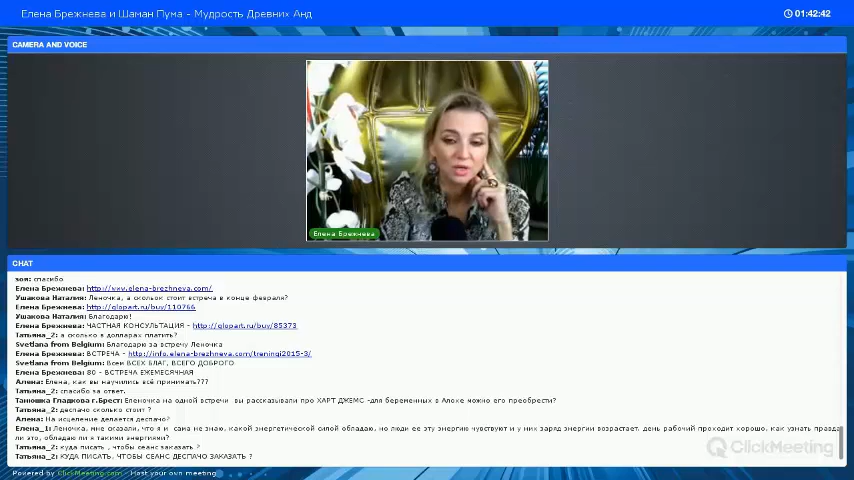 Елена Брежнева и Шаман Пума - Мудрость Древних Анд
01:42:42
CAMERA AND VOICE
Елена Брежнева
CHAT
зоя: спасибо
Елена Брежнева: http://www.elena-brezhneva.com/
Ушакова Наталия: Леночка, а скольок стоит встреча в конце февраля?
Елена Брежнева: http://glopart.ru/buy/110766
Ушакова Наталия: Благодарю!
Елена Брежнева: ЧАСТНАЯ КОНСУЛЬТАЦИЯ - http://glopart.ru/buy/85373
Татьяна_2: а сколько в долларах платить?
Svetlana from Belgium: Благодарю за встречу Леночка
Елена Брежнева: ВСТРЕЧА - http://info.elena-brezhneva.com/treningi2015-3/
Svetlana from Belgium: Всем ВСЕХ БЛАГ, ВСЕГО ДОБРОГО
Елена Брежнева: 80 - ВСТРЕЧА ЕЖЕМЕСЯЧНАЯ
Алена: Елена, как вы научились всё принимать???
Татьяна_2: спасибо за ответ.
Танюшка Гладкова г.Брест: Еленочка на одной встречи вы рассказывали про ХАРТ ДЖЕМС -для беременных в Алоке можно его преобрести?
Татьяна_2: деспачо сколько стоит ?
Алена: На исцеление делается деспачо?
Елена_1: Леночка, мне сказали, что я и сама не знаю, какой энергетической силой обладаю, но люди ее эту энергию чувствуют и у них заряд энергии возрастает, день рабочий проходит хорошо, как узнать правда
ли это, обладаю ли я такими энергиями?
Татьяна_2: куда писать , чтобы сеанс заказать ?
Татьяна_2: КУДА ПИСАТЬ, ЧТОБЫ СЕАНС ДЕСПАЧО ЗАКАЗАТЬ ?
ClickMeeting
Powered by ClickMeeting.com - Host your own meeting